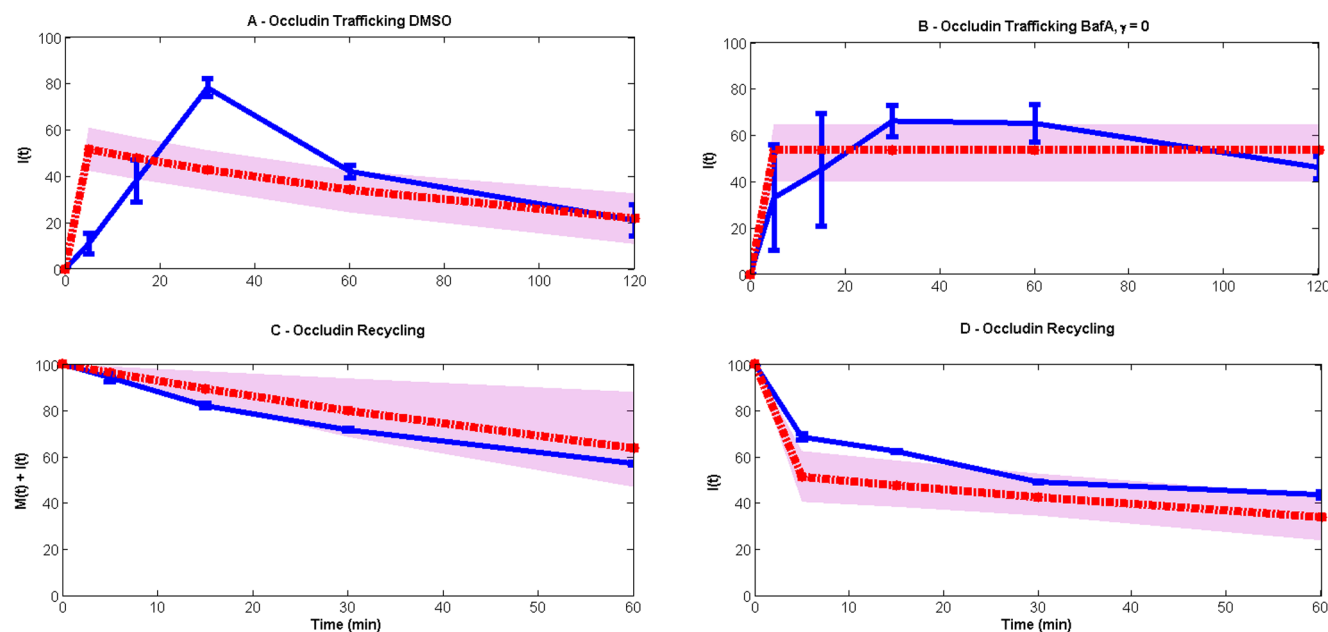 A - Occludin Trafficking DMSO
100
80
60
40
20
0
I(t)
0 20 40 60 80 100 120
B - Occludin Trafficking BafA, γ = 0
100
80
60
40
20
0
I(t)
0 20 40 60 80 100 120
C - Occludin Recycling
100
80
60
40
20
0
M(t) + I(t)
0 10 20 30 40 50 60
Time (min)
D - Occludin Recycling
100
80
60
40
20
0
I(t)
0 10 20 30 40 50 60
Time (min)